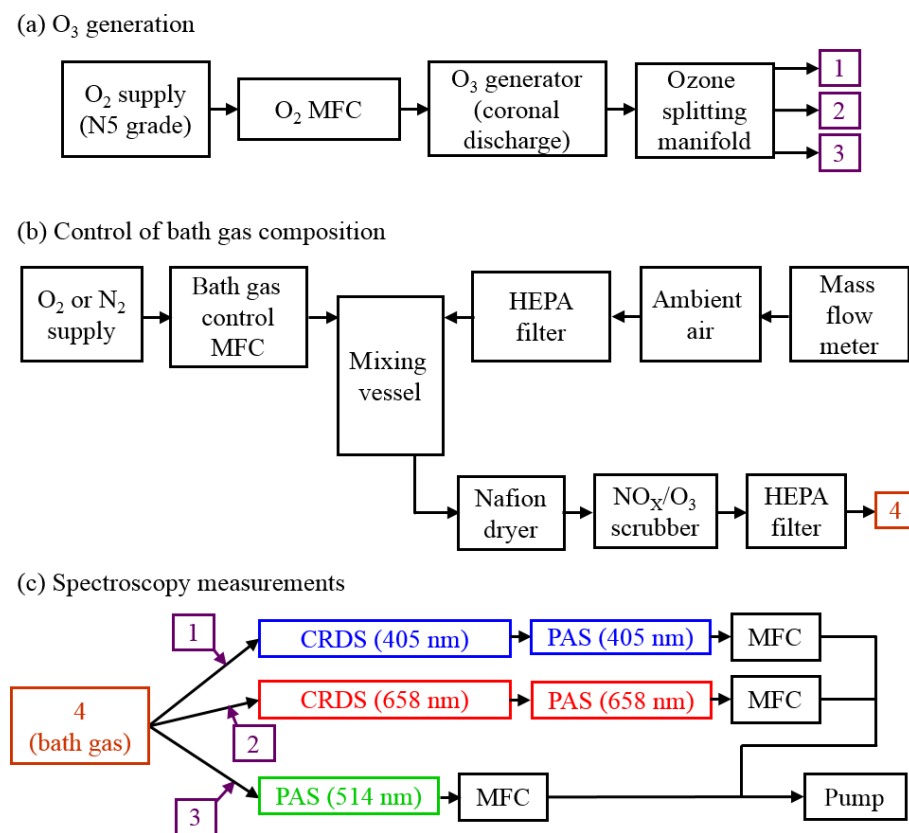 (a) O₃ generation
O₂ supply
(N5 grade)
O₂ MFC
O₃ generator
(coronal
discharge)
Ozone
splitting
manifold
1
2
3
(b) Control of bath gas composition
O₂ or N₂
supply
Bath gas
control
MFC
Mixing
vessel
HEPA
filter
Ambient
air
Mass
flow
meter
Nafion
dryer
NOₓ/O₃
scrubber
HEPA
filter
4
(c) Spectroscopy measurements
4
(bath gas)
1
2
3
CRDS (405 nm)
PAS (405 nm)
MFC
CRDS (658 nm)
PAS (658 nm)
MFC
PAS (514 nm)
MFC
Pump